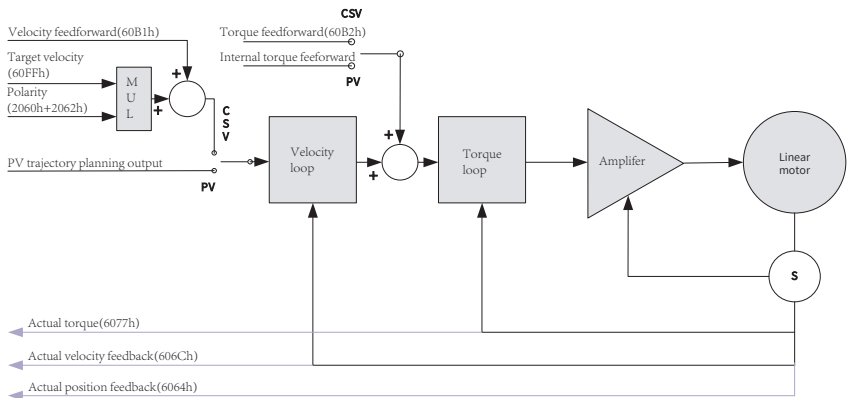 CSV
Velocity feedforward(60B1h)
Torque feedforward(60B2h)
Internal torque feeforward
PV
Target velocity
(60FFh)
Polarity
(2060h+2062h)
M
U
L
+
+
C
S
V
PV trajectory planning output
PV
Velocity
loop
+
+
Torque
loop
Amplifer
Linear
motor
S
Actual torque(6077h)
Actual velocity feedback(606Ch)
Actual position feedback(6064h)